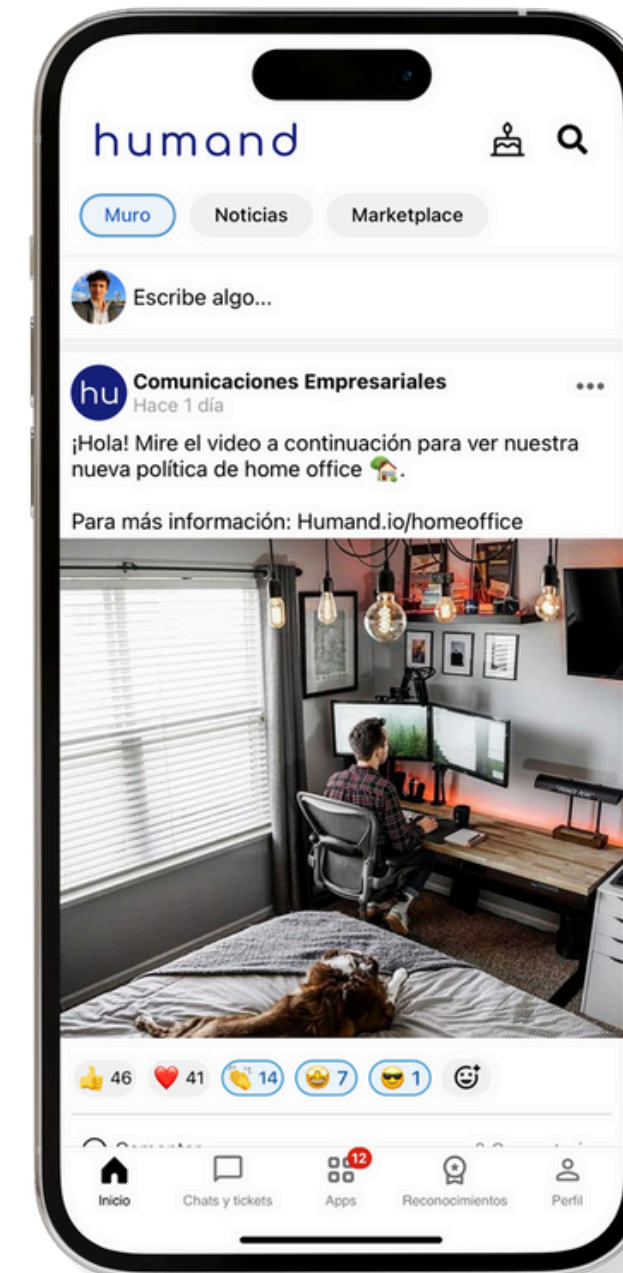 humand
Muro Noticias Marketplace
Escribe algo...
hu
Comunicaciones Empresariales
Hace 1 día
¡Hola! Mire el video a continuación para ver nuestra
nueva política de home office 🏡.
Para más información: Humand.io/homeoffice
👍 46 ❤️ 41 👏 14 🤩 7 😎 1
12
Inicio Chats y tickets Apps Reconocimientos Perfil